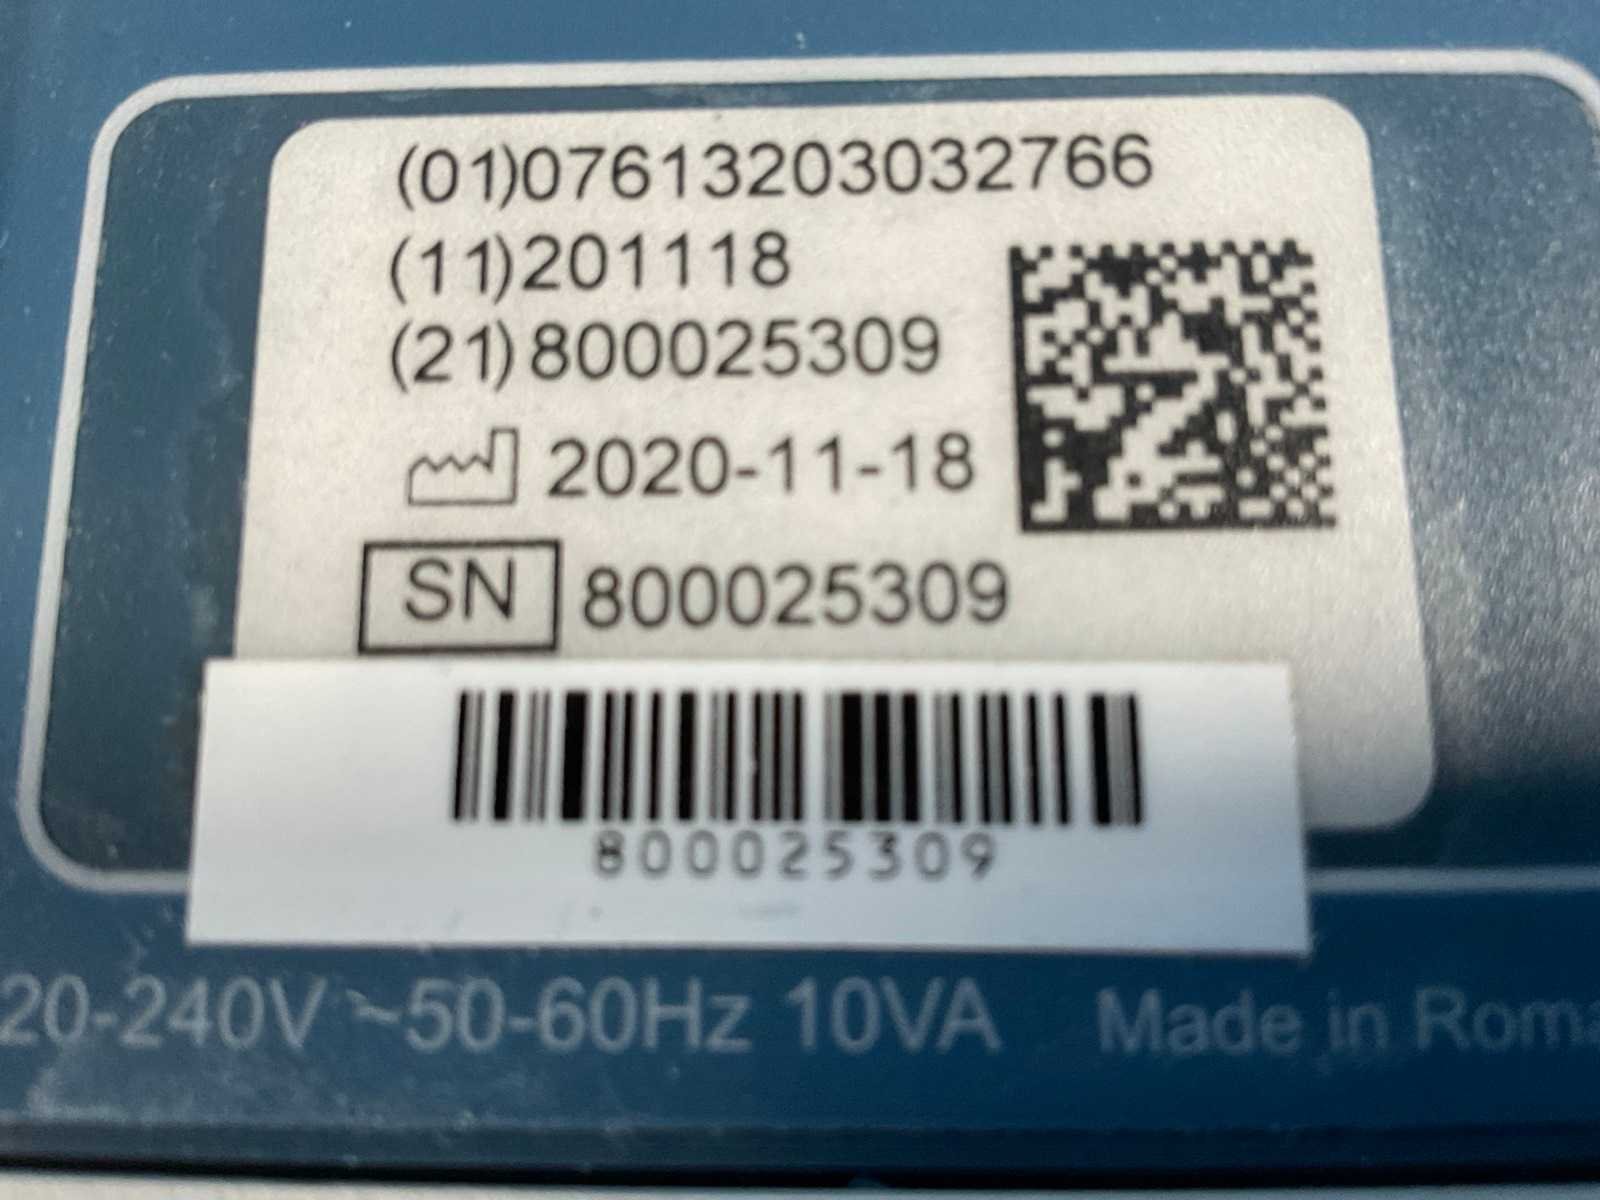 (01)07613203032766
(11)201118
(21)800025309
2020-11-18
SN 800025309
800025309
20-240V ~50-60Hz 10VA Made in Roma